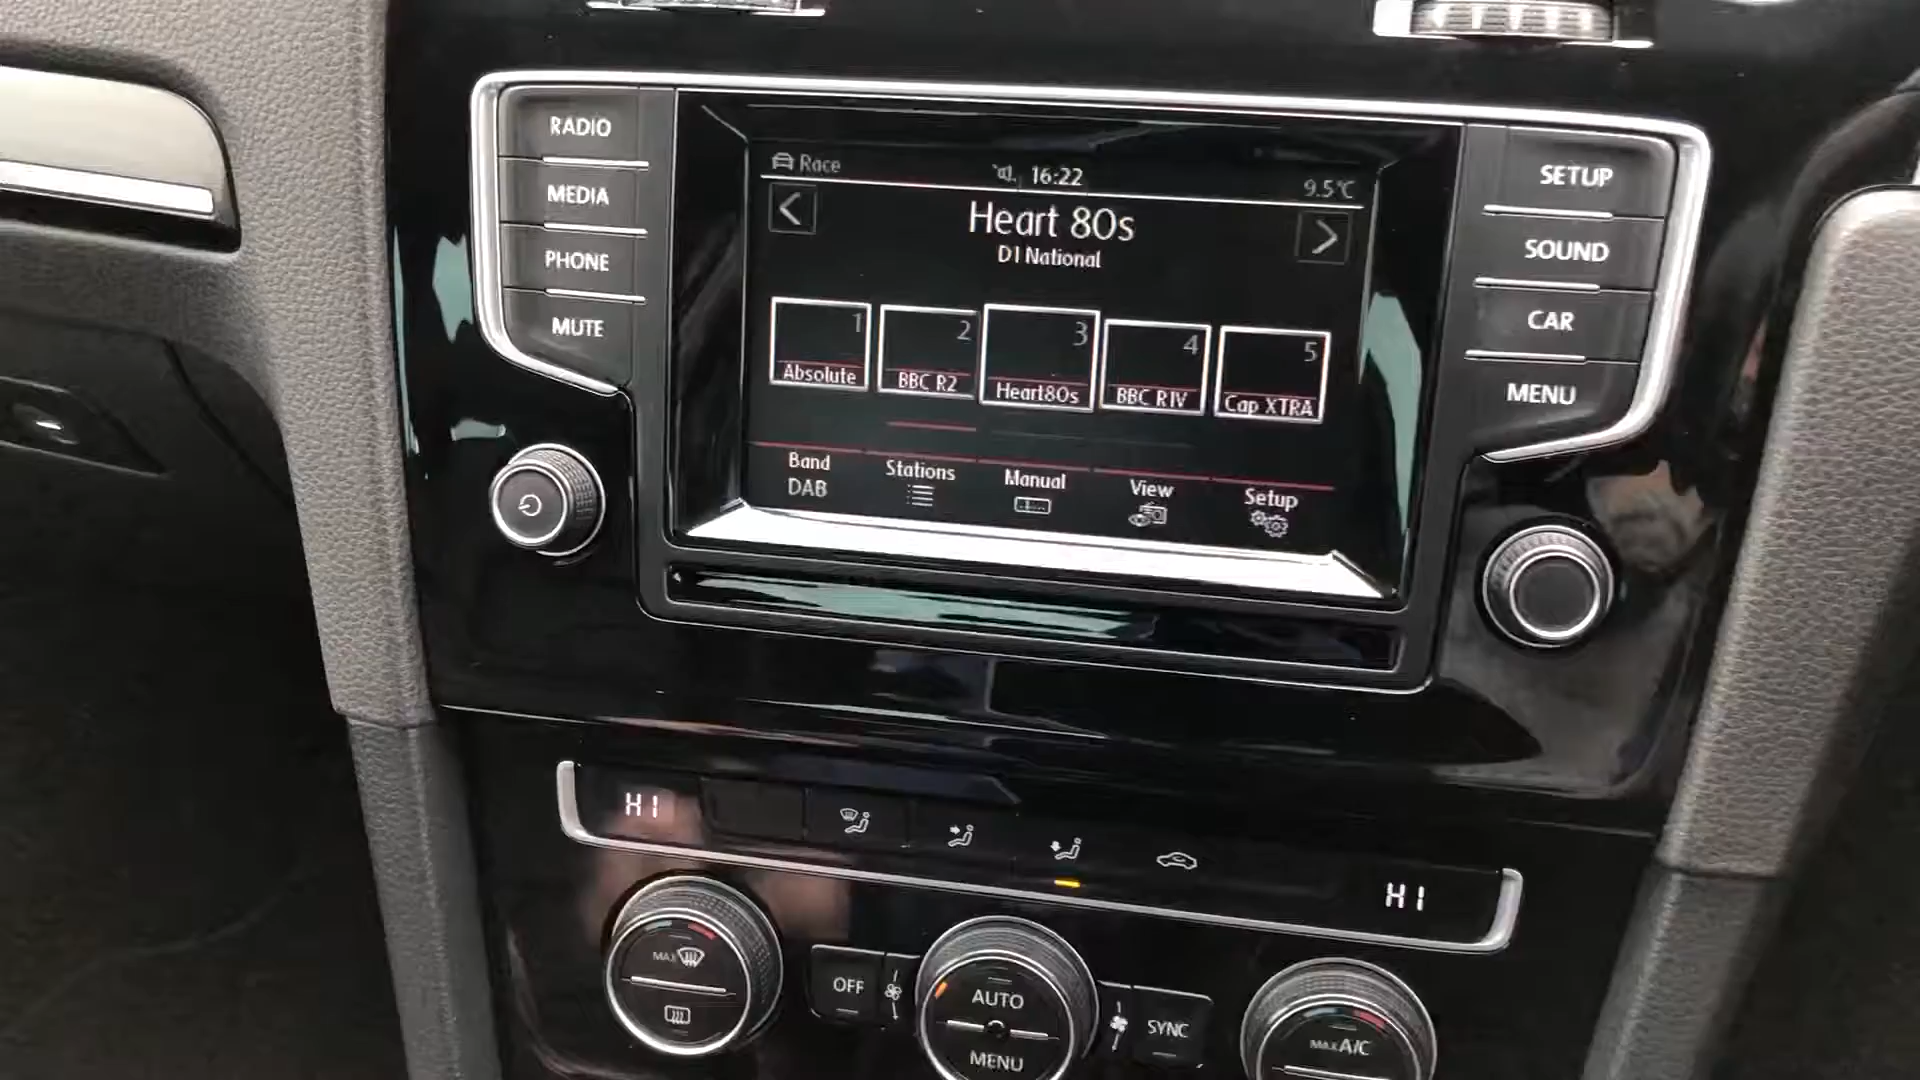 RADIO
MEDIA
PHONE
MUTE
Race
16:22
9.5°C
Heart 80s
D1 National
1
Absolute
2
BBC R2
3
Heart80s
4
BBC R1V
5
Cap XTRA
Band
DAB
Stations
Manual
View
Setup
SETUP
SOUND
CAR
MENU
HI
HI
MAX
OFF
AUTO
MENU
SYNC
MAX A/C